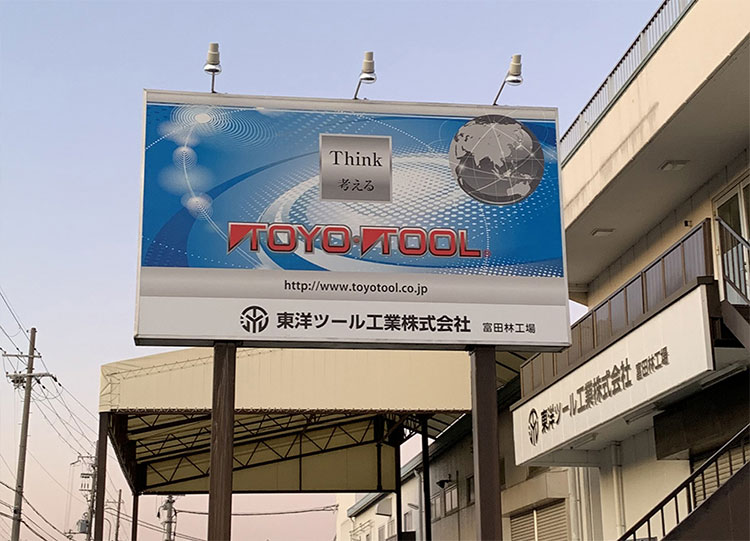 Think
考える
TOYO・TOOL
http://www.toyotool.co.jp
東洋ツール工業株式会社 富田林工場
東洋ツール工業株式会社 富田林工場